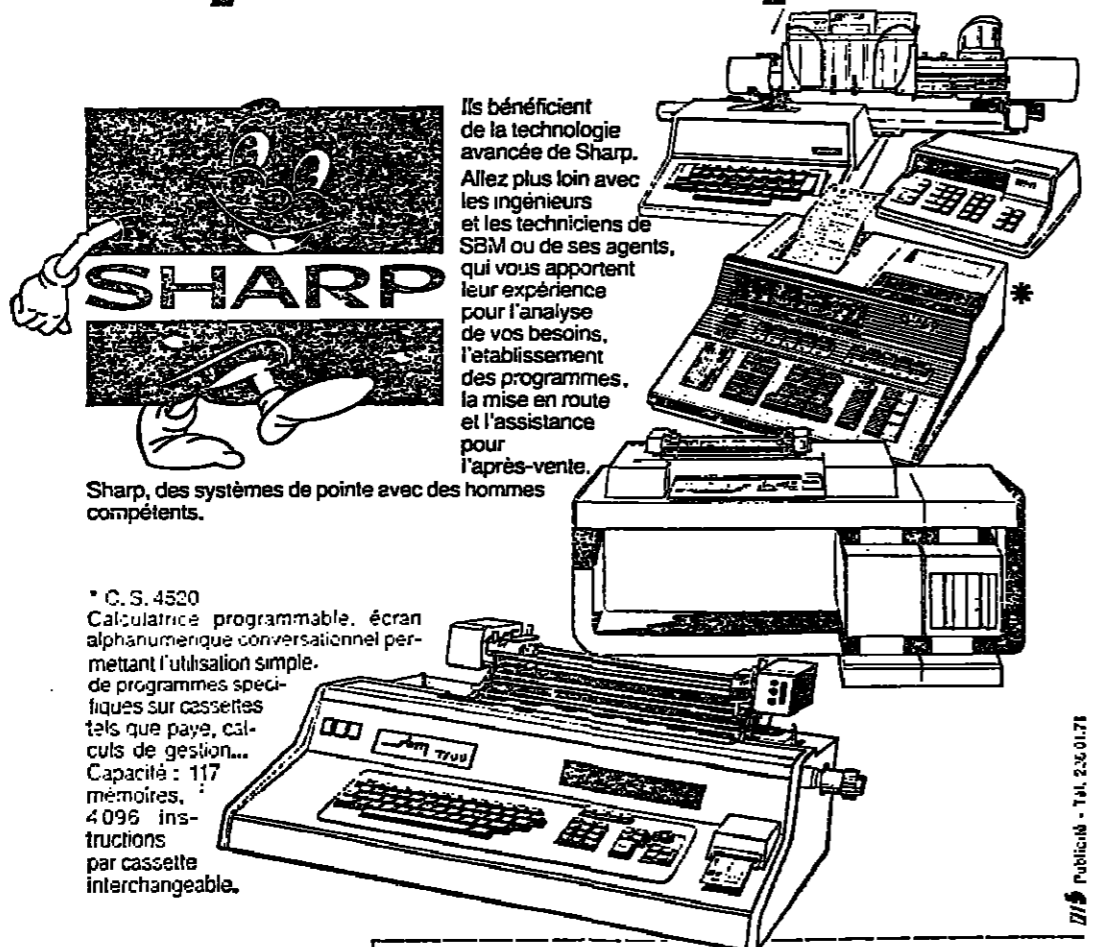 SHARP
Ils bénéficient
de la technologie
avancée de Sharp.
Allez plus loin avec
les ingénieurs
et les techniciens de
SBM ou de ses agents,
qui vous apportent
leur expérience
pour l'analyse
de vos besoins,
l'etablissement
des programmes,
la mise en route
et l'assistance
pour
l'après-vente.
Sharp, des systèmes de pointe avec des hommes
compétents.
*
* C.S. 4520
Calculatrice programmable, écran
alphanumérique conversationnel per-
mettant l'utilisation simple.
de programmes speci-
fiques sur cassettes
tels que paye, cal-
culs de gestion...
Capacité : 117
mémoires,
4096 ins-
tructions
par cassette
interchangeable.
sbm
Publicité - Tél. 236.01.78